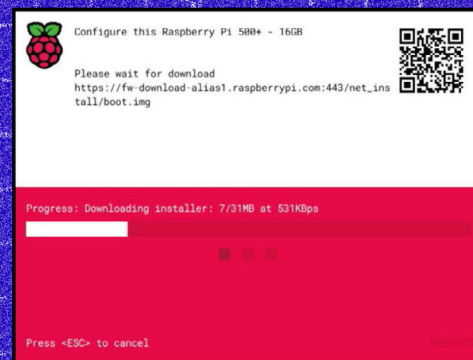 Configure this Raspberry Pi 500+ - 16GB
Please wait for download
https://fw-download-alias1.raspberrypi.com:443/net_ins
tall/boot.img
Progress: Downloading installer: 7/31MB at 531KBps
Press <ESC> to cancel